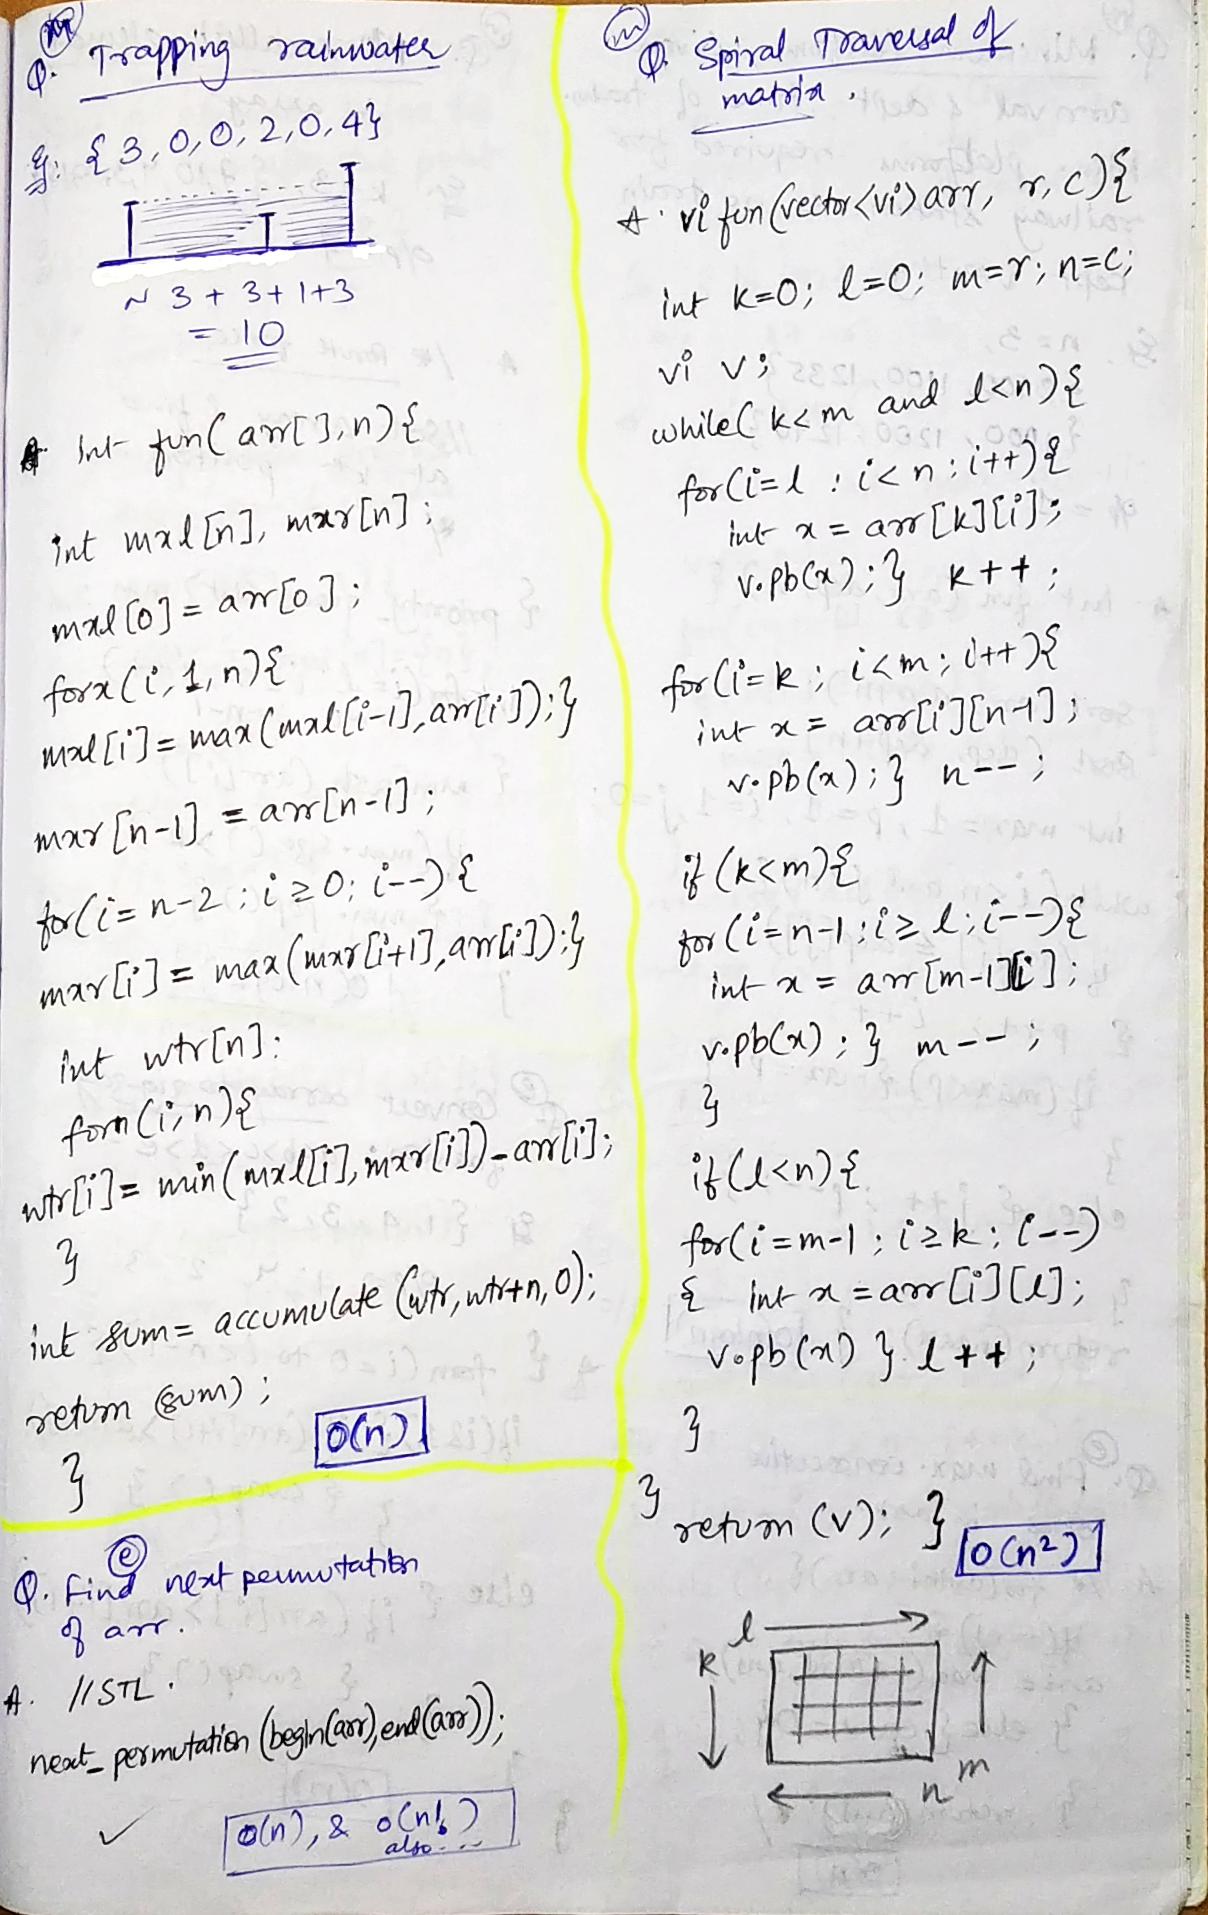 (m)
Q. Trapping rainwater
Eg: {3,0,0,2,0,4}
~ 3 + 3 + 1 + 3
= 10
A int fun(arr[],n){
int mxl[n], mxr[n];
mxl[0] = arr[0];
forx(i,1,n){
mxl[i] = max(mxl[i-1],arr[i]);}
mxr[n-1] = arr[n-1];
for(i=n-2; i≥0; i--){
mxr[i] = max(mxr[i+1],arr[i]);}
int wtr[n];
forn(i,n){
wtr[i] = min(mxl[i],mxr[i])-arr[i];
}
int sum = accumulate(wtr,wtr+n,0);
return (sum);
O(n)
}
(e)
Q. Find next permutation
of arr.
A. //STL.
next_permutation(begin(arr),end(arr));
✓ O(n), & O(n!)
also...
(m)
Q. Spiral Traversal of
matrix.
A. vi fun(vector<vi>arr, r, c){
int k=0; l=0; m=r; n=c;
vi v;
while(k<m and l<n){
for(i=l ; i<n; i++){
int x = arr[k][i];
v.pb(x);} k++;
for(i=k; i<m; i++){
int x = arr[i][n-1];
v.pb(x);} n--;
if(k<m){
for(i=n-1; i≥l; i--){
int x = arr[m-1][i];
v.pb(x);} m--;
}
if(l<n){
for(i=m-1; i≥k; i--)
{ int x = arr[i][l];
v.pb(x) } l++;
}
}
return (v); }
O(n²)
l
k
m
n